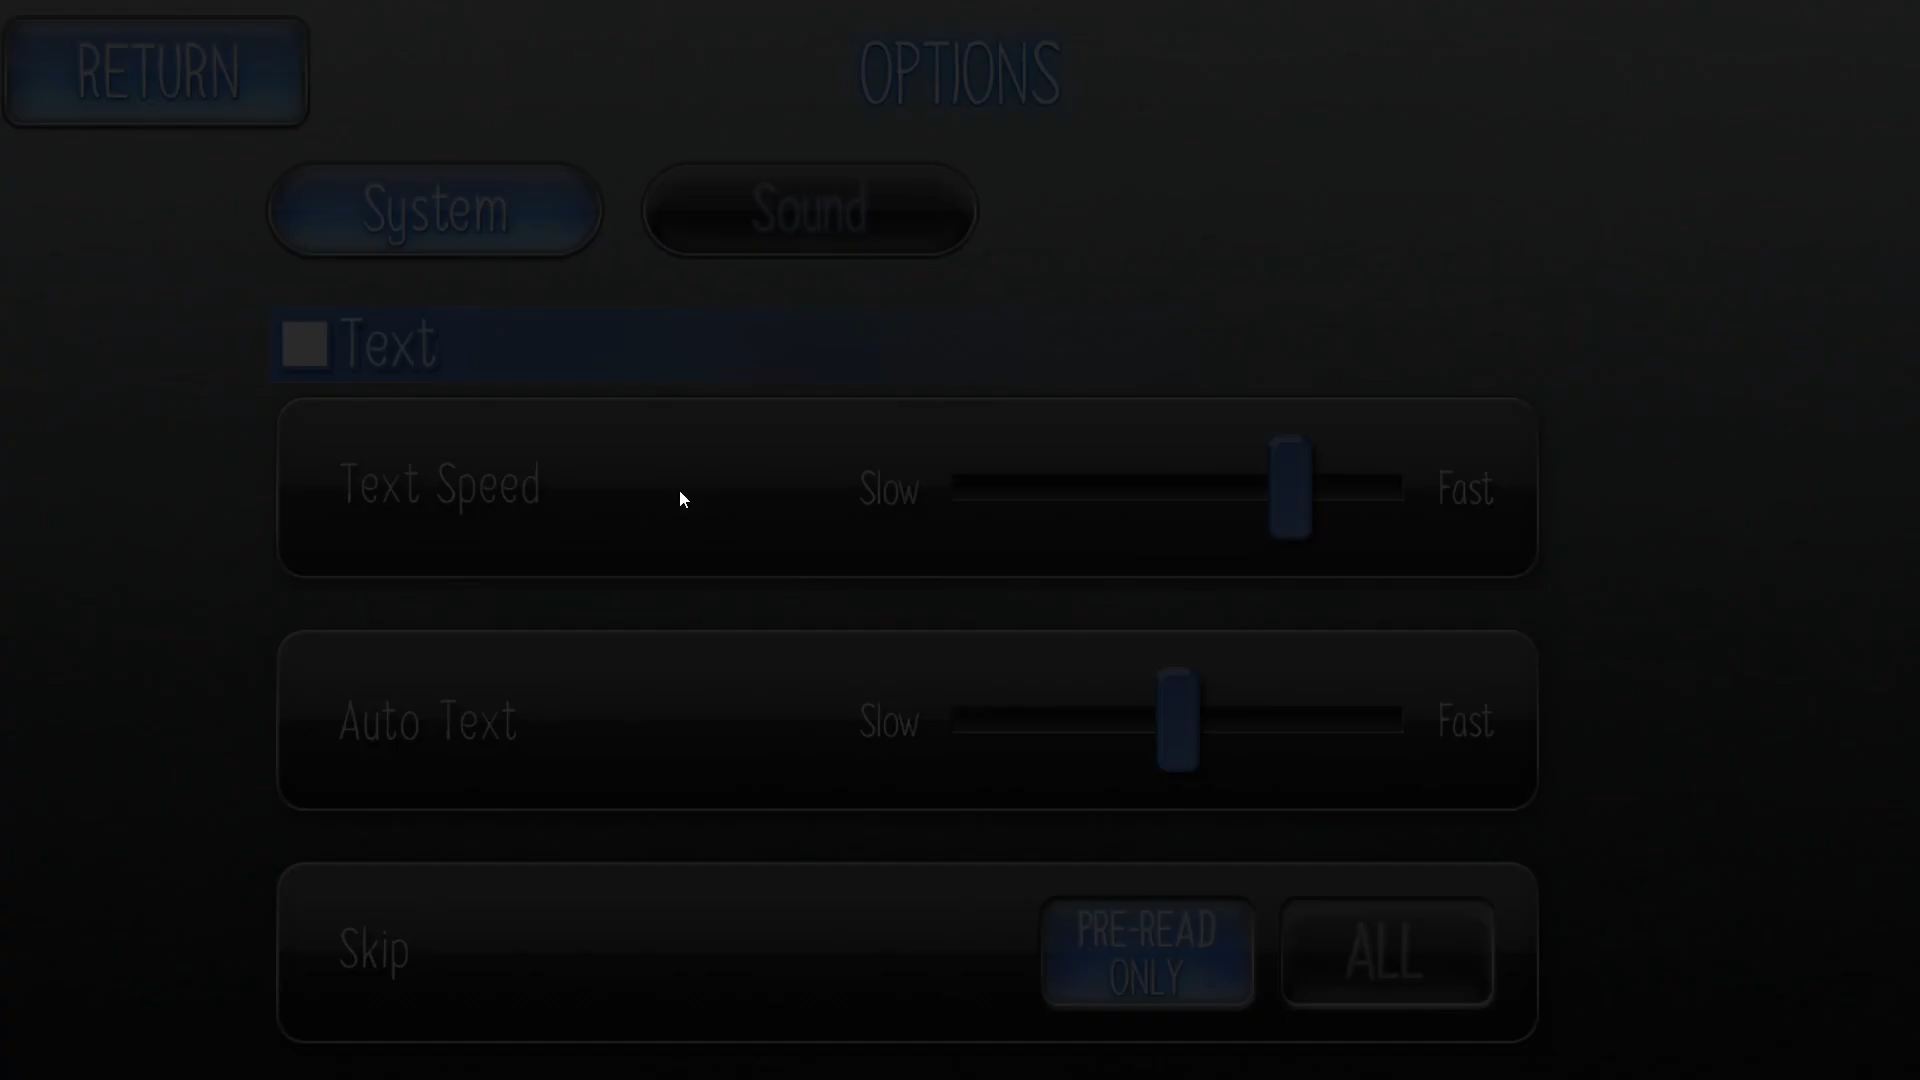 RETURN
OPTIONS
System
Sound
Text
Text Speed
Slow
Fast
Auto Text
Slow
Fast
Skip
PRE-READ
ONLY
ALL